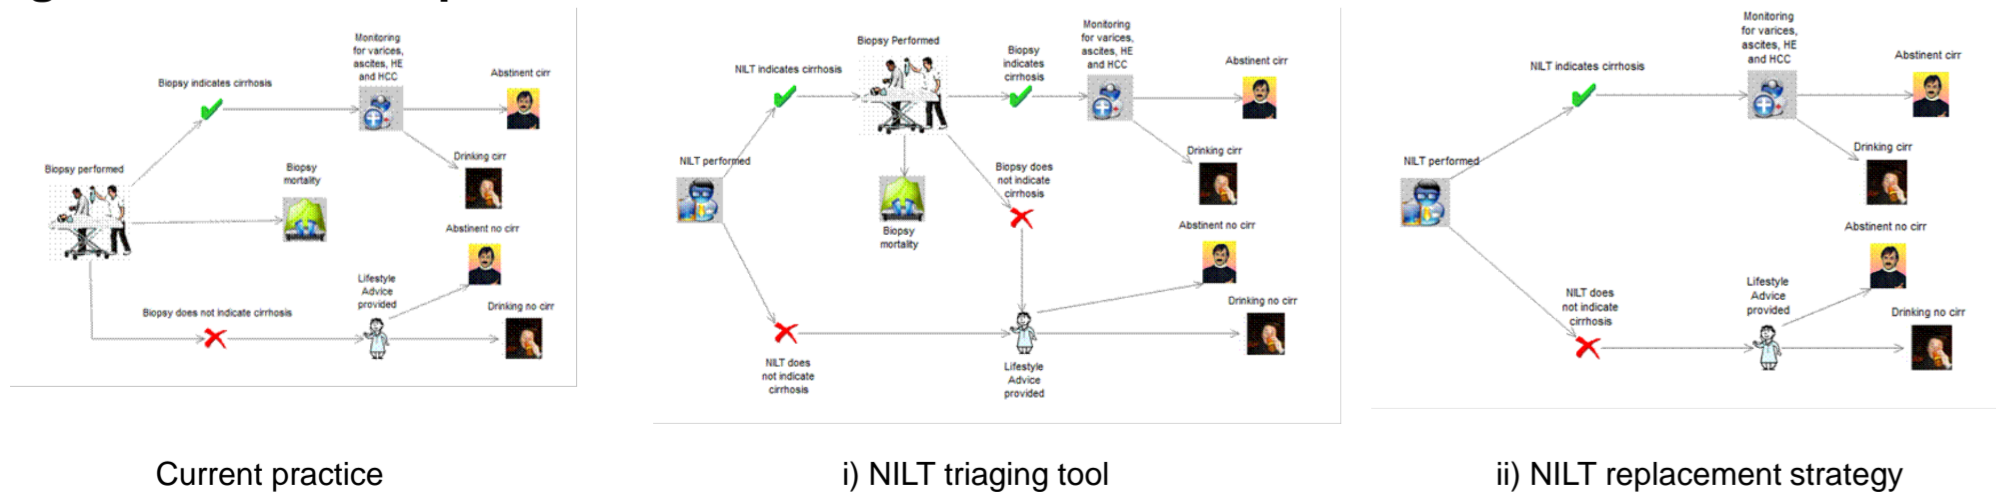 Biopsy performed
Biopsy indicates cirrhosis
Monitoring
for varices,
ascites, HE
and HCC
Abstinent cirr
Drinking cirr
Biopsy
mortality
Abstinent no cirr
Lifestyle
Advice
provided
Biopsy does not indicate cirrhosis
Drinking no cirr
Current practice
NILT performed
NILT indicates cirrhosis
Biopsy Performed
Biopsy
indicates
cirrhosis
Monitoring
for varices,
ascites, HE
and HCC
Abstinent cirr
Drinking cirr
Biopsy does
not indicate
cirrhosis
Biopsy
mortality
Abstinent no cirr
Drinking no cirr
NILT does
not indicate
cirrhosis
Lifestyle
Advice
provided
i) NILT triaging tool
NILT performed
NILT indicates cirrhosis
Monitoring
for varices,
ascites, HE
and HCC
Abstinent cirr
Drinking cirr
Abstinent no cirr
NILT does
not indicate
cirrhosis
Lifestyle
Advice
provided
Drinking no cirr
ii) NILT replacement strategy